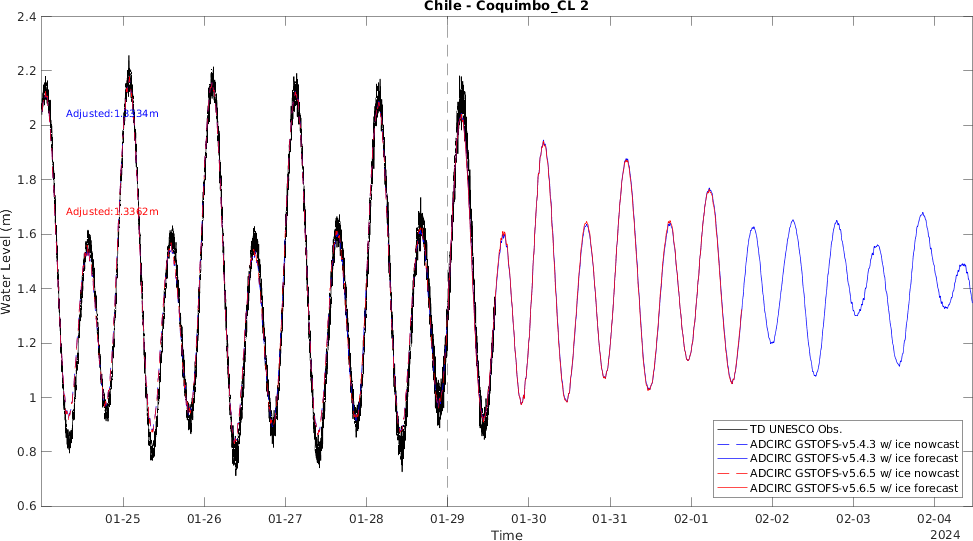 Chile - Coquimbo_CL 2
2.4
2.2
2
1.8
1.6
1.4
1.2
1
0.8
0.6
Water Level (m)
Adjusted:1.3334m
Adjusted:1.3362m
TD UNESCO Obs.
ADCIRC GSTOFS-v5.4.3 w/ ice nowcast
ADCIRC GSTOFS-v5.4.3 w/ ice forecast
ADCIRC GSTOFS-v5.6.5 w/ ice nowcast
ADCIRC GSTOFS-v5.6.5 w/ ice forecast
01-25 01-26 01-27 01-28 01-29 01-30 01-31 02-01 02-02 02-03 02-04
Time
2024